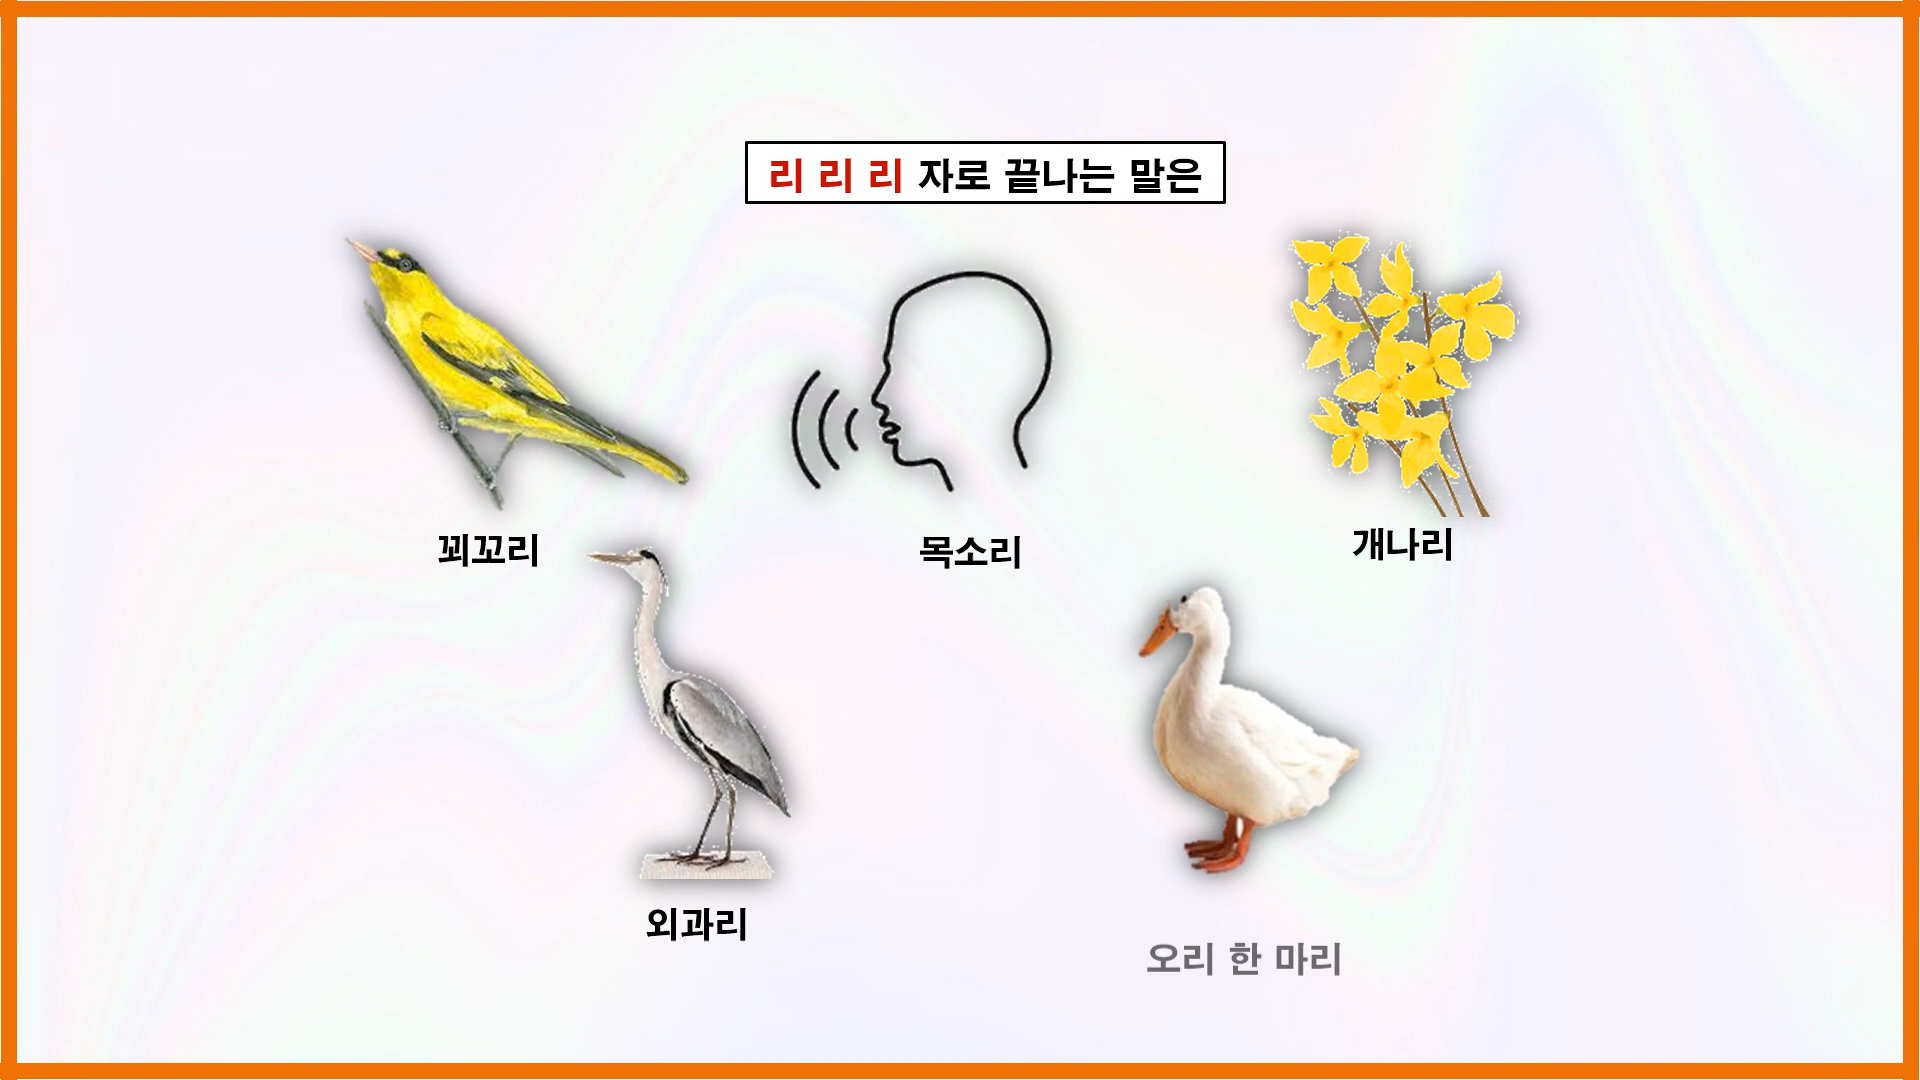 리 리 리 자로 끝나는 말은
꾀꼬리
목소리
개나리
외과리
오리 한 마리